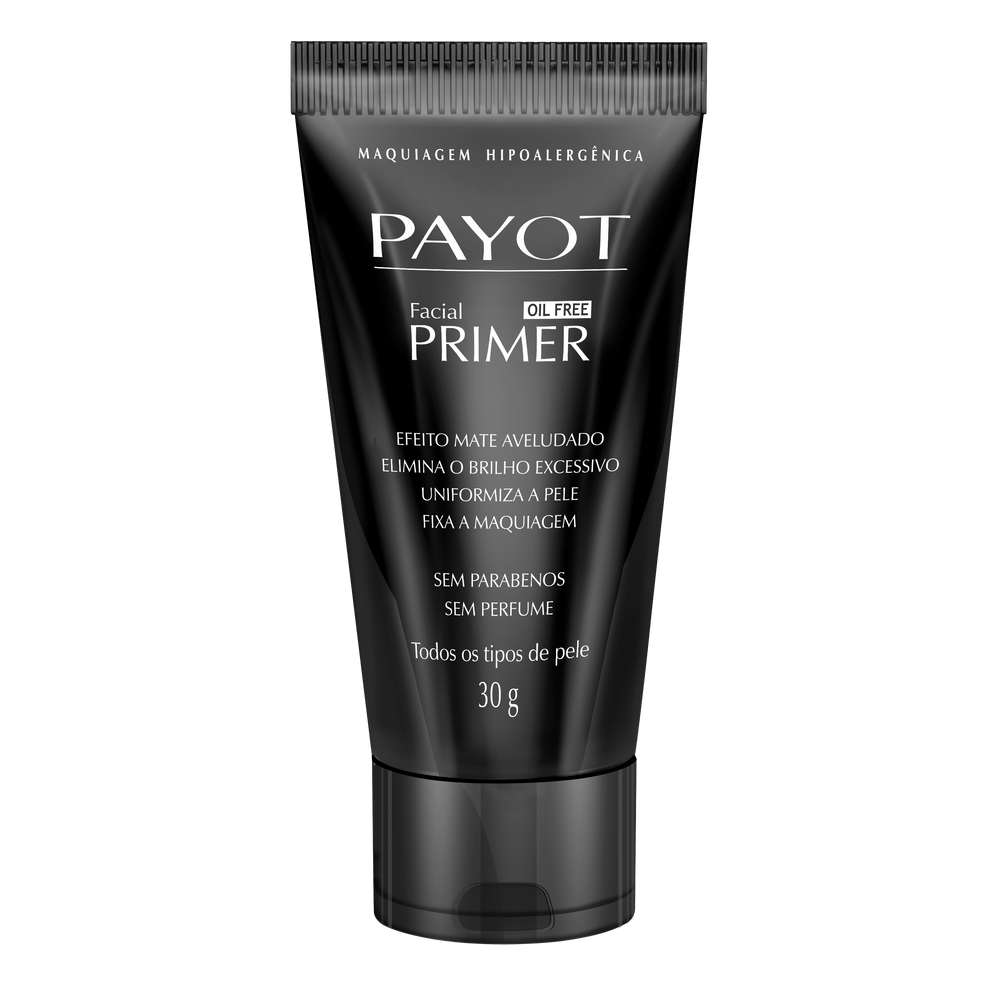 MAQUIAGEM HIPOALERGÊNICA
PAYOT
Facial OIL FREE
PRIMER
EFEITO MATE AVELUDADO
ELIMINA O BRILHO EXCESSIVO
UNIFORMIZA A PELE
FIXA A MAQUIAGEM
SEM PARABENOS
SEM PERFUME
Todos os tipos de pele
30 g